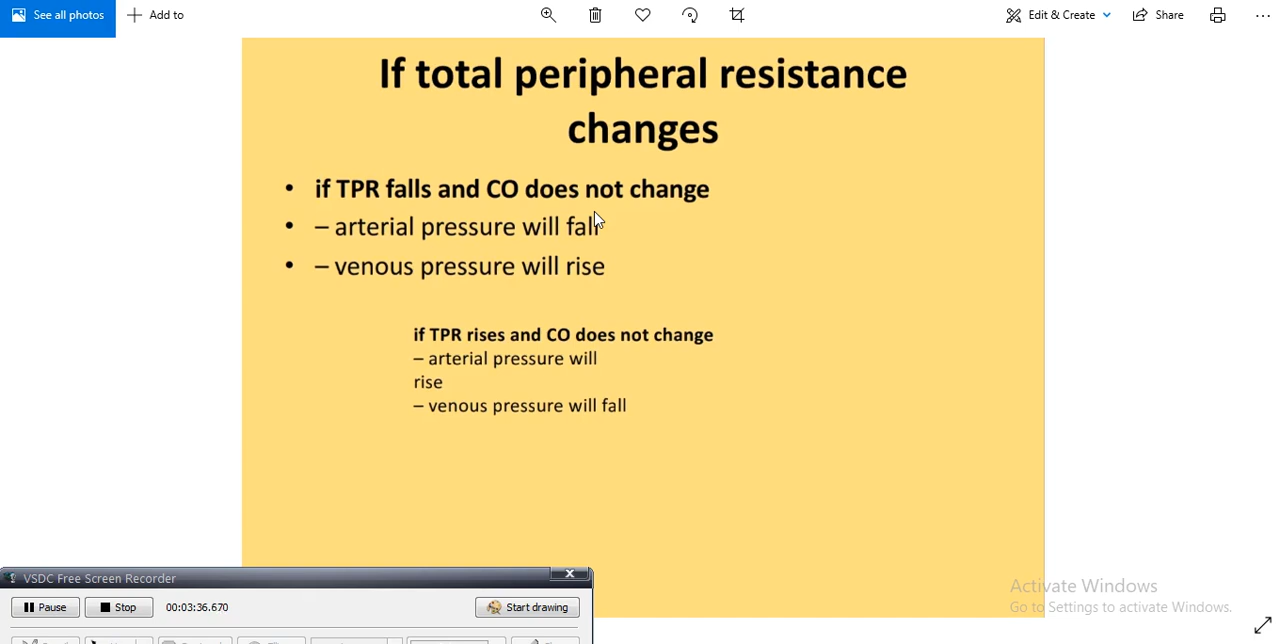 See all photos
Add to
Edit & Create
Share
If total peripheral resistance
changes
• if TPR falls and CO does not change
• – arterial pressure will fall
• – venous pressure will rise
if TPR rises and CO does not change
– arterial pressure will
rise
– venous pressure will fall
Activate Windows
Go to Settings to activate Windows.
VSDC Free Screen Recorder
Pause
Stop
00:03:36.670
Start drawing